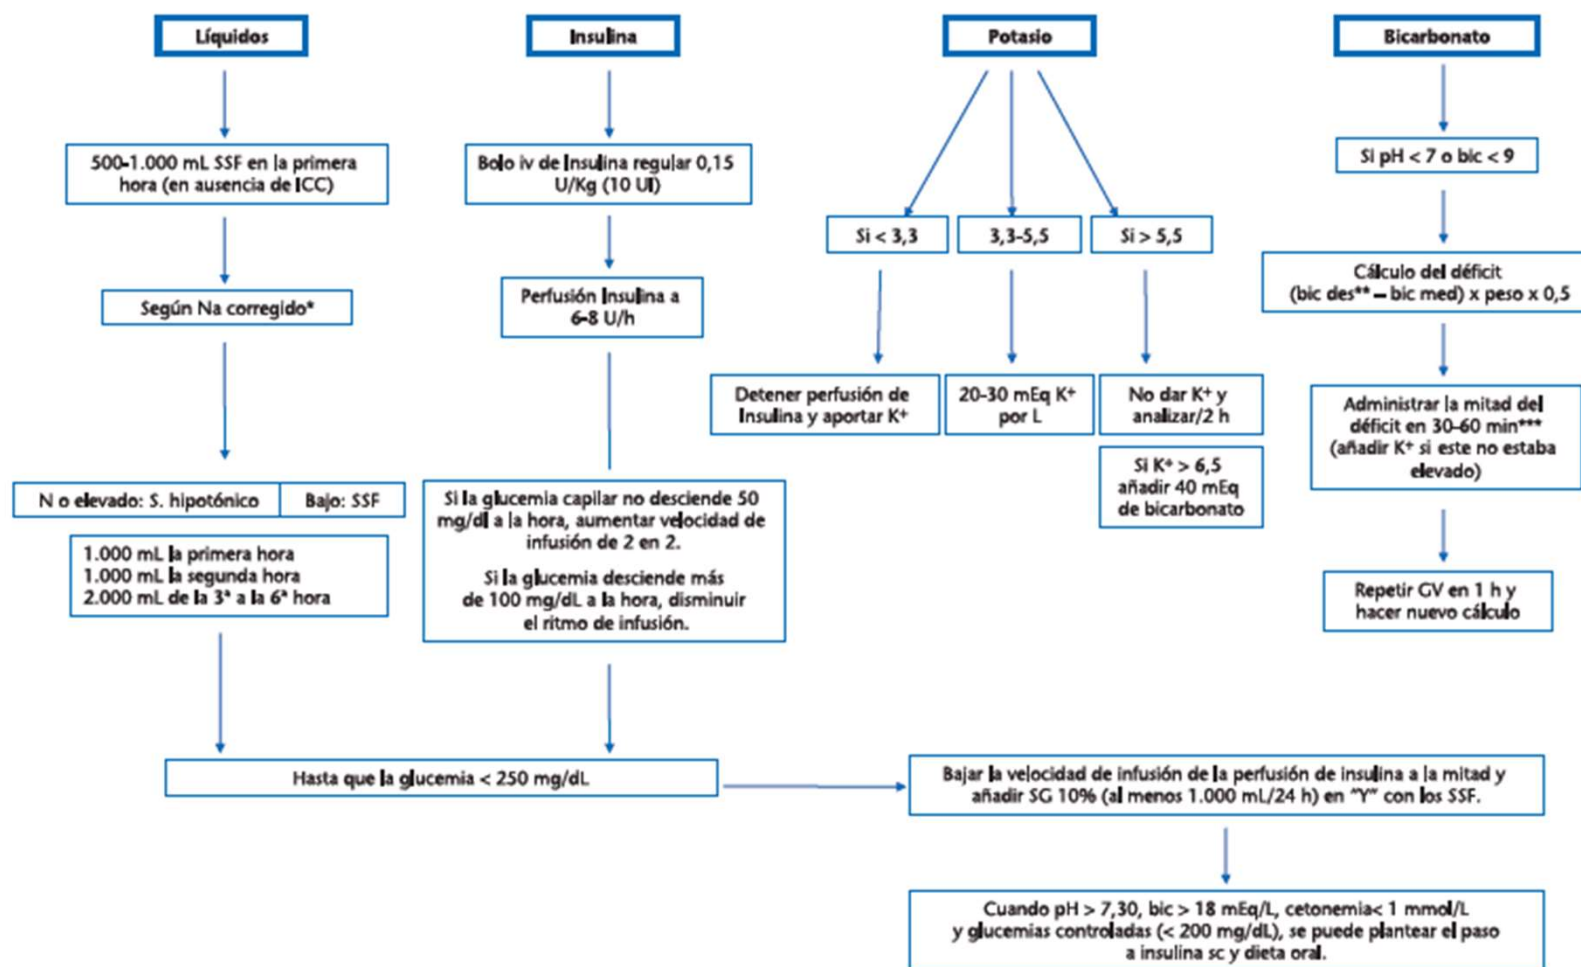 Líquidos
500-1.000 mL SSF en la primera
hora (en ausencia de ICC)
Según Na corregido*
N o elevado: S. hipotónico
Bajo: SSF
1.000 mL la primera hora
1.000 mL la segunda hora
2.000 mL de la 3ª a la 6ª hora
Insulina
Bolo iv de Insulina regular 0,15
U/Kg (10 UI)
Perfusión Insulina a
6-8 U/h
Si la glucemia capilar no desciende 50
mg/dl a la hora, aumentar velocidad de
infusión de 2 en 2.
Si la glucemia desciende más
de 100 mg/dL a la hora, disminuir
el ritmo de infusión.
Potasio
Si < 3,3
3,3-5,5
Si > 5,5
Detener perfusión de
Insulina y aportar K⁺
20-30 mEq K⁺
por L
No dar K⁺ y
analizar/2 h
Si K⁺ > 6,5
añadir 40 mEq
de bicarbonato
Bicarbonato
Si pH < 7 o bic < 9
Cálculo del déficit
(bic des** – bic med) x peso x 0,5
Administrar la mitad del
déficit en 30-60 min***
(añadir K⁺ si este no estaba
elevado)
Repetir GV en 1 h y
hacer nuevo cálculo
Hasta que la glucemia < 250 mg/dL
Bajar la velocidad de infusión de la perfusión de insulina a la mitad y
añadir SG 10% (al menos 1.000 mL/24 h) en “Y” con los SSF.
Cuando pH > 7,30, bic > 18 mEq/L, cetonemia< 1 mmol/L
y glucemias controladas (< 200 mg/dL), se puede plantear el paso
a insulina sc y dieta oral.